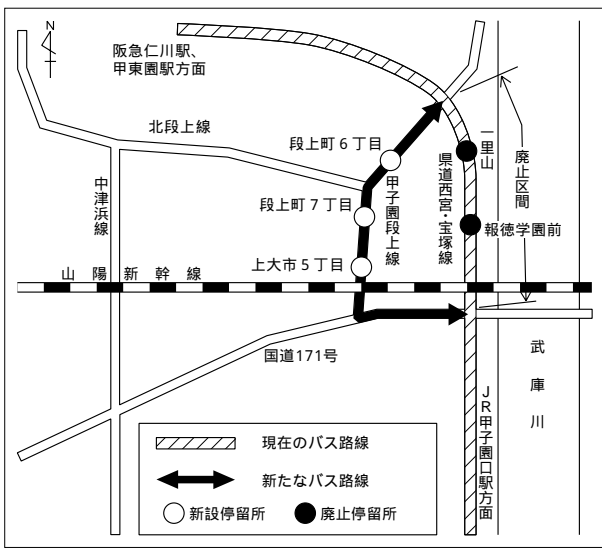 阪急仁川駅、
甲東園駅方面
北段上線
段上町６丁目
一里山
廃止区間
県道西宮・宝塚線
甲子園段上線
中津浜線
段上町７丁目
報徳学園前
上大市５丁目
山陽新幹線
国道171号
武庫川
ＪＲ甲子園口駅方面
現在のバス路線
新たなバス路線
新設停留所
廃止停留所